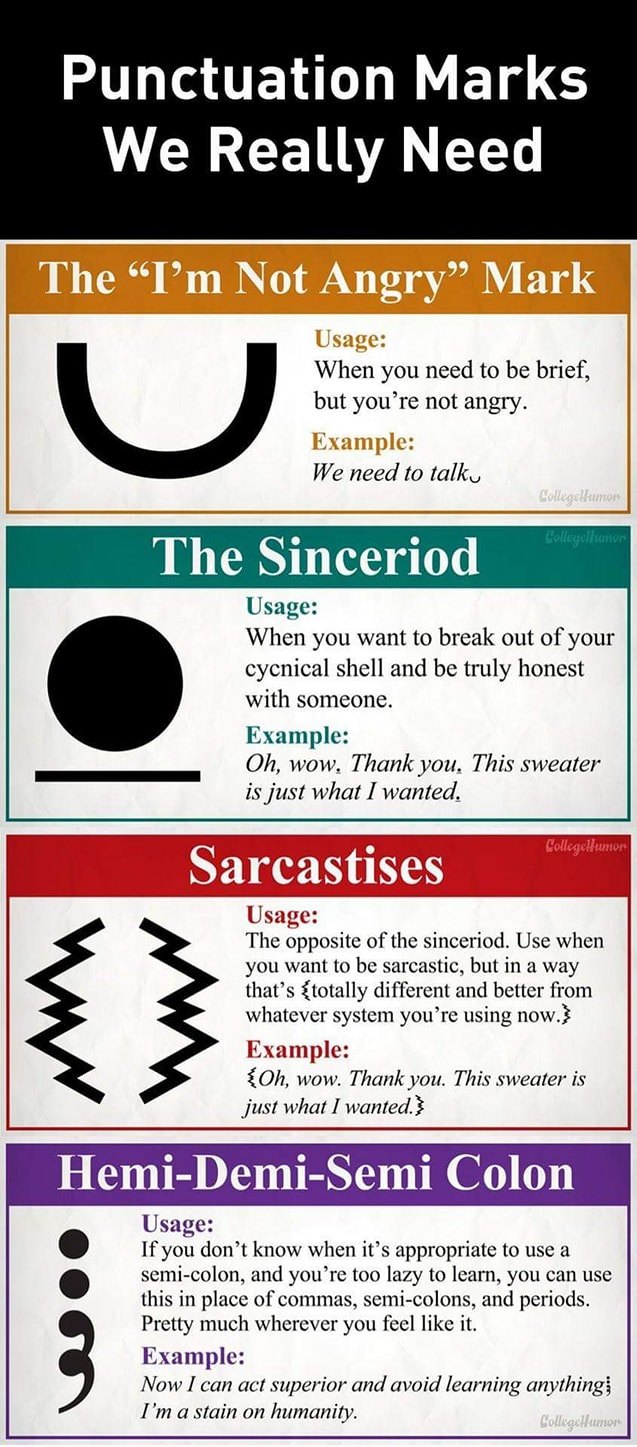 Punctuation Marks
We Really Need
The “I’m Not Angry” Mark
Usage:
When you need to be brief,
but you’re not angry.
Example:
We need to talk◡
CollegeHumor
CollegeHumor
The Sinceriod
Usage:
When you want to break out of your
cycnical shell and be truly honest
with someone.
Example:
Oh, wow. Thank you. This sweater
is just what I wanted.
CollegeHumor
Sarcastises
Usage:
The opposite of the sinceriod. Use when
you want to be sarcastic, but in a way
that’s ⦚totally different and better from
whatever system you’re using now.⦚
Example:
⦚Oh, wow. Thank you. This sweater is
just what I wanted.⦚
Hemi-Demi-Semi Colon
Usage:
If you don’t know when it’s appropriate to use a
semi-colon, and you’re too lazy to learn, you can use
this in place of commas, semi-colons, and periods.
Pretty much wherever you feel like it.
Example:
Now I can act superior and avoid learning anything;
I’m a stain on humanity.
CollegeHumor